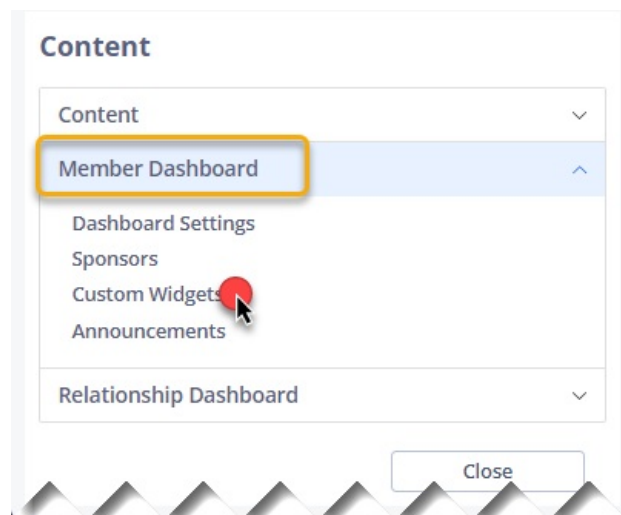 Content
Content
Member Dashboard
Dashboard Settings
Sponsors
Custom Widgets
Announcements
Relationship Dashboard
Close